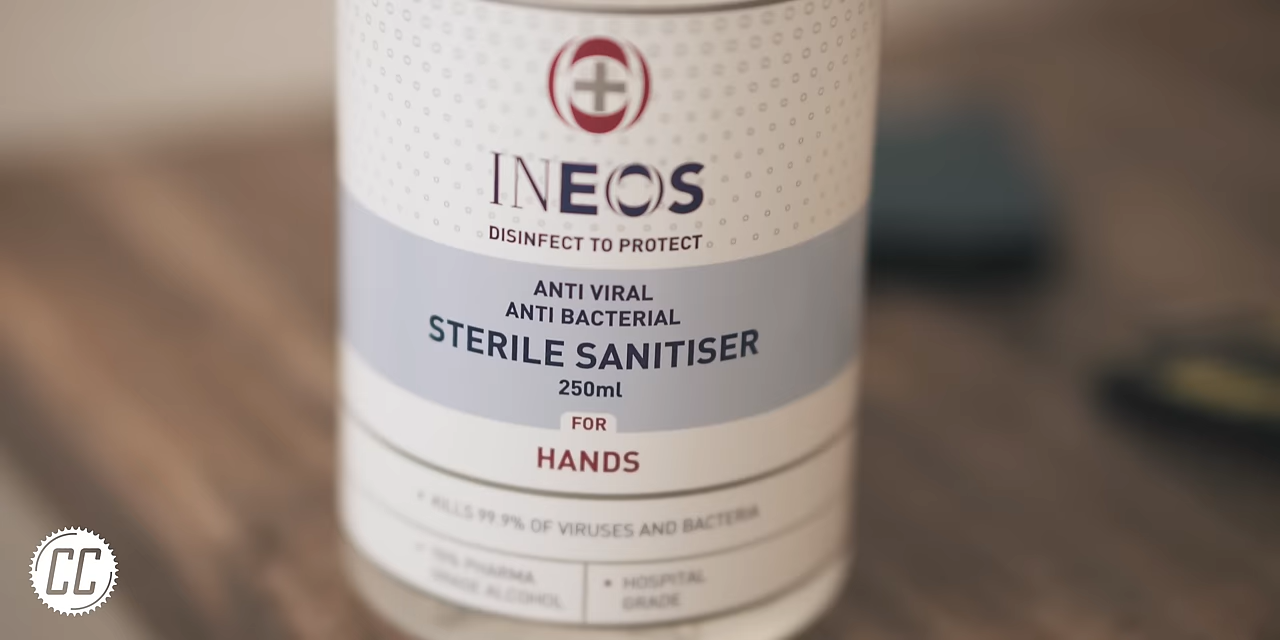 INEOS
DISINFECT TO PROTECT
ANTI VIRAL
ANTI BACTERIAL
STERILE SANITISER
250ml
FOR
HANDS
KILLS 99.9% OF VIRUSES AND BACTERIA
PHARMA
GRADE ALCOHOL
• HOSPITAL
GRADE
CC